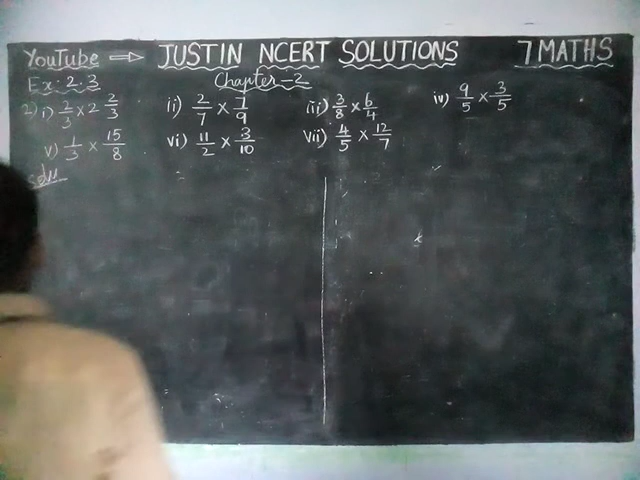 YouTube ⇒ JUSTIN NCERT SOLUTIONS 7 MATHS
Ex: 2.3 Chapter-2
2) i) 2/3 × 2 2/3 ii) 2/7 × 7/9 iii) 3/8 × 6/4 iv) 9/5 × 3/5
v) 1/3 × 15/8 vi) 11/2 × 3/10 vii) 4/5 × 12/7